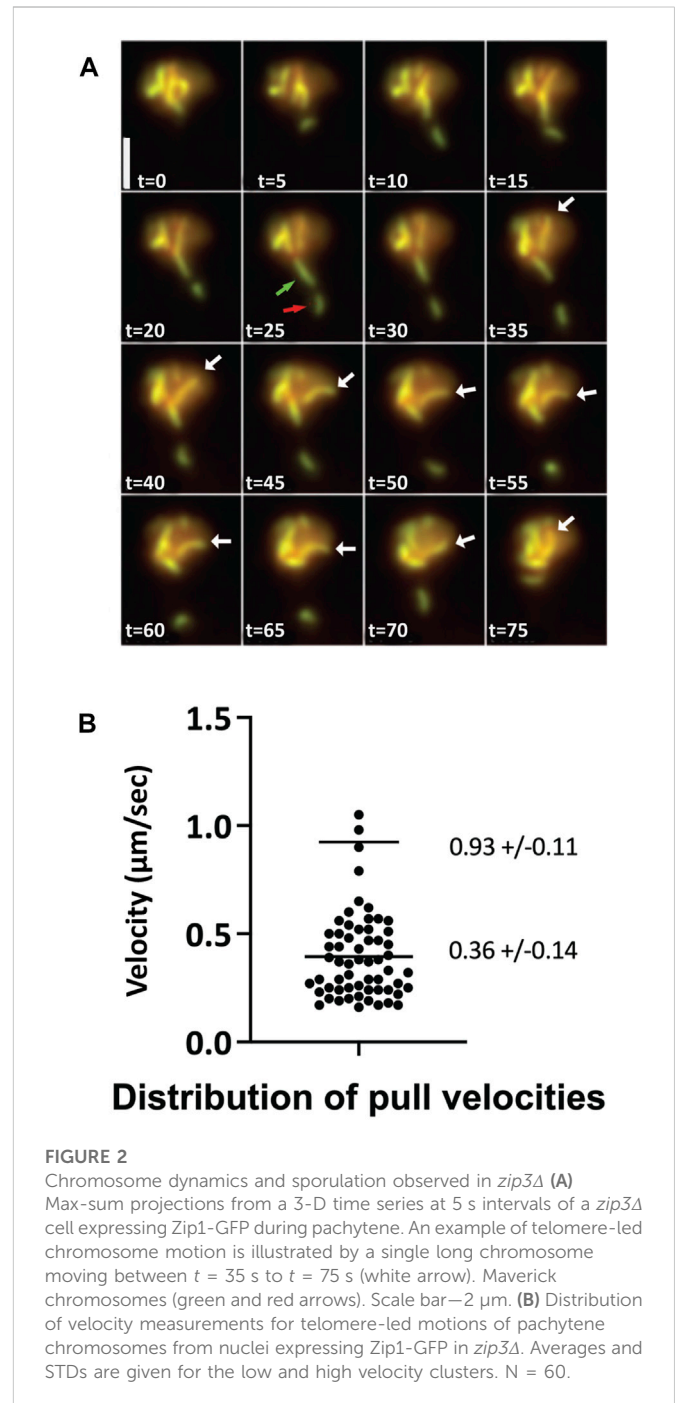 A
t=0
t=5
t=10
t=15
t=20
t=25
t=30
t=35
t=40
t=45
t=50
t=55
t=60
t=65
t=70
t=75
B
1.5
1.0
0.5
0.0
Velocity (μm/sec)
0.93 +/-0.11
0.36 +/-0.14
Distribution of pull velocities
FIGURE 2
Chromosome dynamics and sporulation observed in zip3Δ (A)
Max-sum projections from a 3-D time series at 5 s intervals of a zip3Δ
cell expressing Zip1-GFP during pachytene. An example of telomere-led
chromosome motion is illustrated by a single long chromosome
moving between t = 35 s to t = 75 s (white arrow). Maverick
chromosomes (green and red arrows). Scale bar—2 μm. (B) Distribution
of velocity measurements for telomere-led motions of pachytene
chromosomes from nuclei expressing Zip1-GFP in zip3Δ. Averages and
STDs are given for the low and high velocity clusters. N = 60.